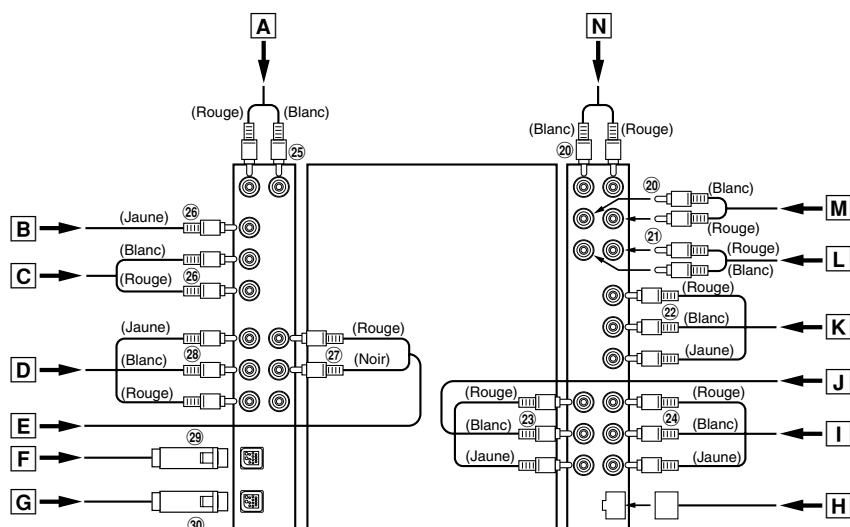 A N
(Rouge) (Blanc) (Blanc) (Rouge)
25 20
20 (Blanc)
M
(Jaune) 26
B
(Rouge)
21
(Blanc) (Rouge)
L
C
(Blanc)
(Rouge) 26
(Rouge)
22 (Blanc)
K
(Jaune) (Rouge) (Jaune)
(Blanc) 28 27 (Noir)
D J
(Rouge) (Rouge) (Rouge)
E (Blanc) 23 24 (Blanc)
I
29
F (Jaune) (Jaune)
G H
30